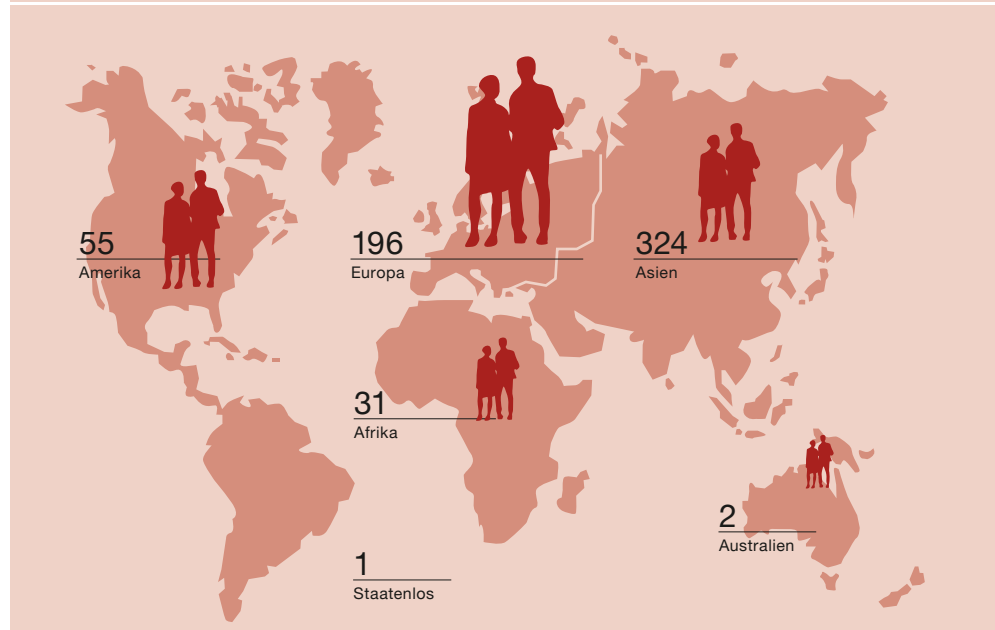 55
Amerika
196
Europa
324
Asien
31
Afrika
2
Australien
1
Staatenlos